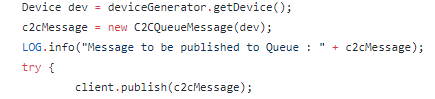 Device dev = deviceGenerator.getDevice();
c2cMessage = new C2CQueueMessage(dev);
LOG.info("Message to be published to Queue : " + c2cMessage);
try {
client.publish(c2cMessage);